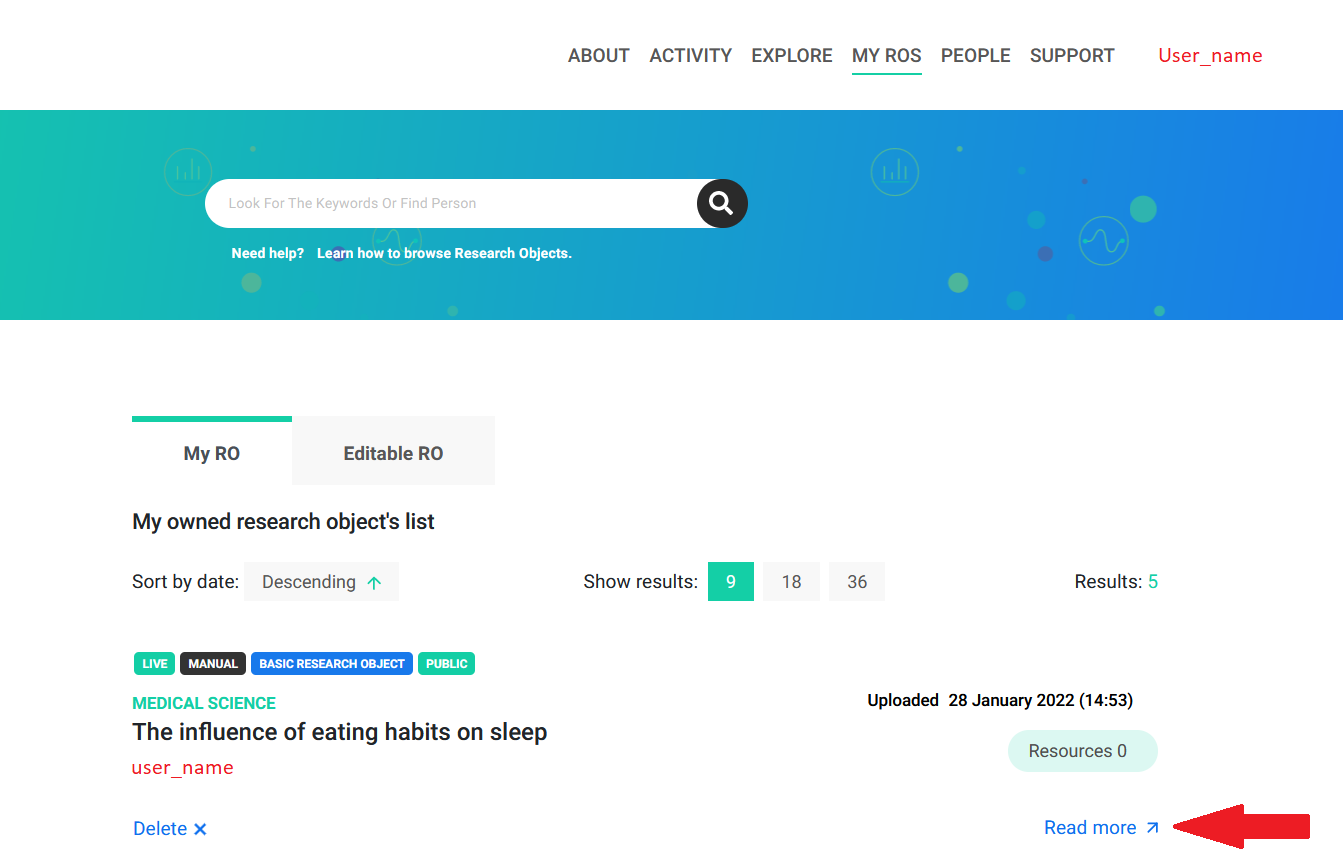 ABOUT ACTIVITY EXPLORE MY ROS PEOPLE SUPPORT User_name
Look For The Keywords Or Find Person
Need help? Learn how to browse Research Objects.
My RO Editable RO
My owned research object's list
Sort by date: Descending Show results: 9 18 36 Results: 5
LIVE MANUAL BASIC RESEARCH OBJECT PUBLIC
MEDICAL SCIENCE
Uploaded 28 January 2022 (14:53)
The influence of eating habits on sleep
Resources 0
user_name
Delete Read more